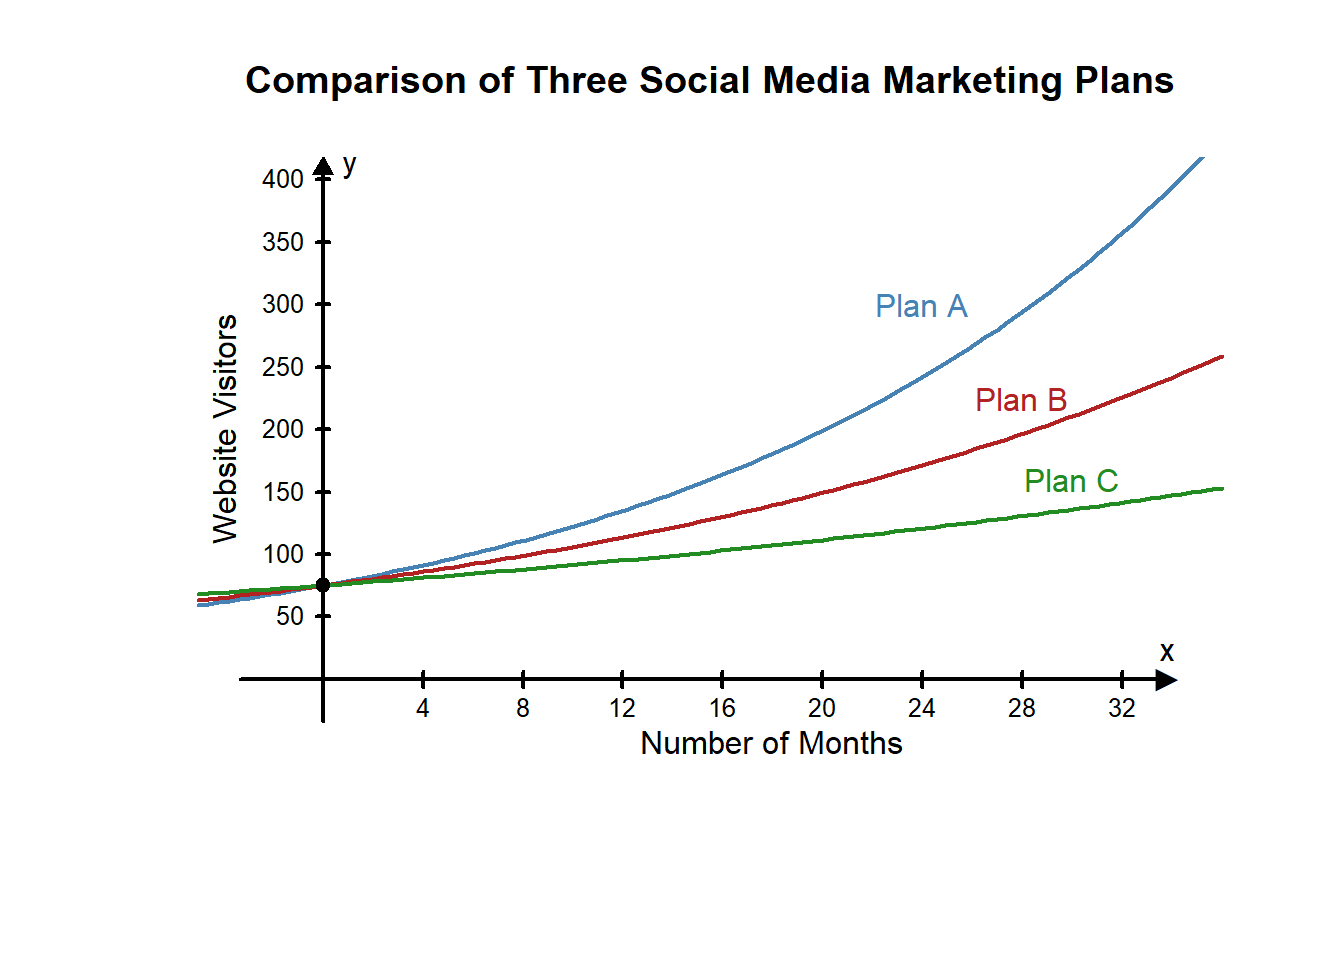 Comparison of Three Social Media Marketing Plans
y
400
350
300
250
200
150
100
50
Website Visitors
Plan A
Plan B
Plan C
x
4 8 12 16 20 24 28 32
Number of Months